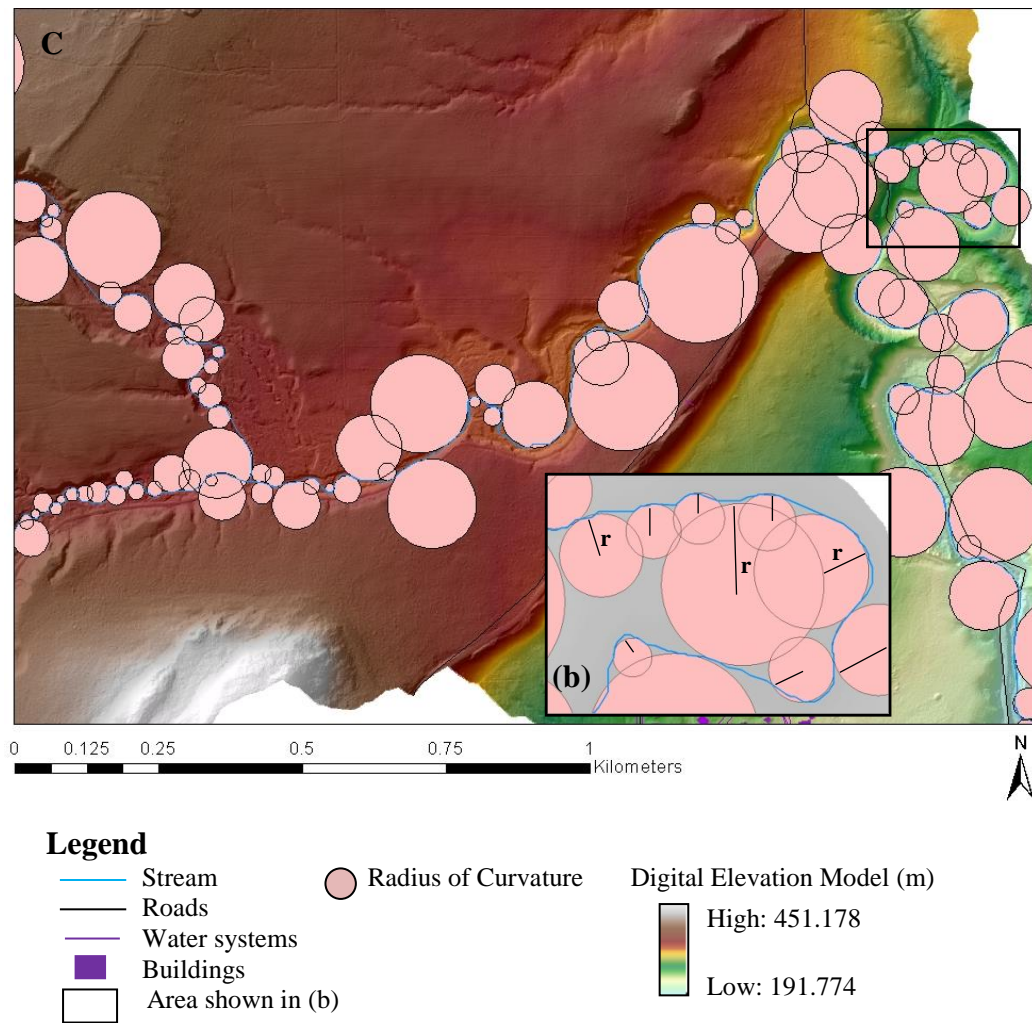 C
r
r
r
(b)
0 0.125 0.25 0.5 0.75 1
Kilometers
N
Legend
Stream
Roads
Water systems
Buildings
Area shown in (b)
Radius of Curvature
Digital Elevation Model (m)
High: 451.178
Low: 191.774